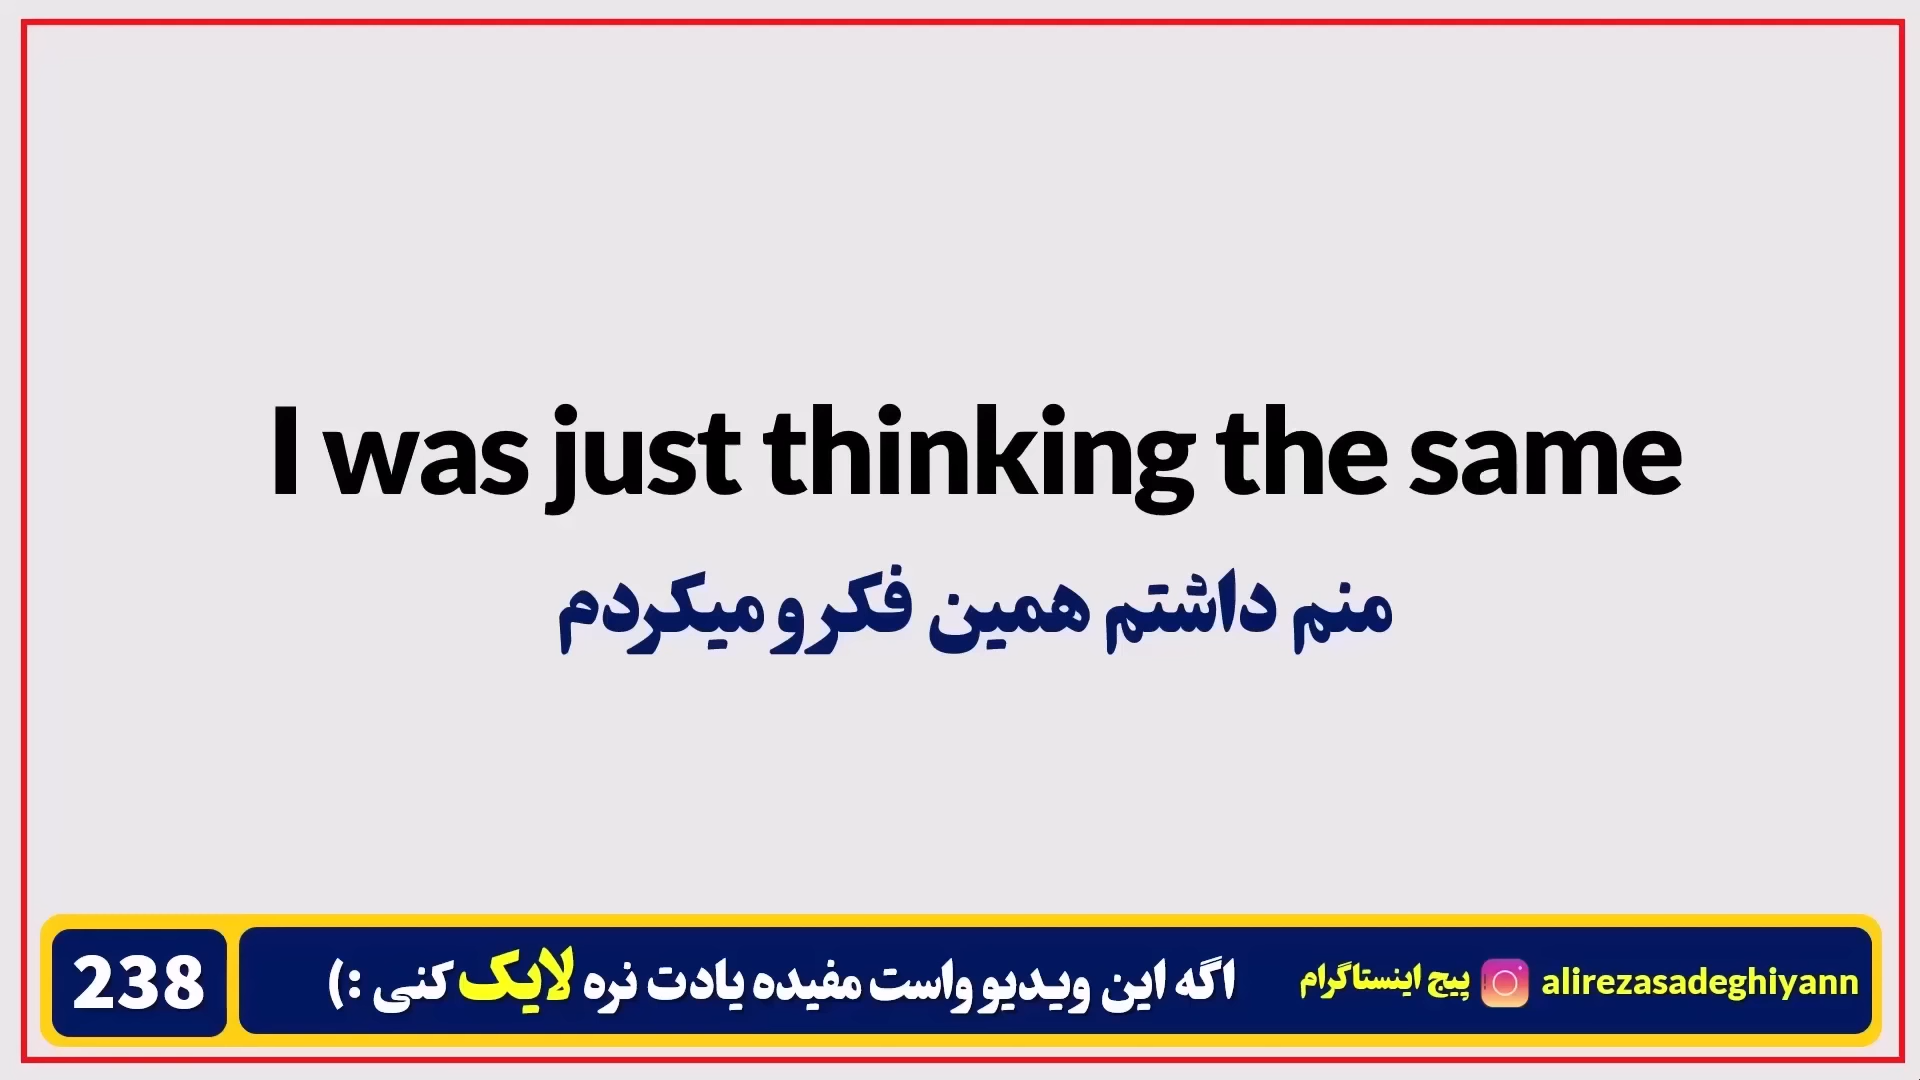 I was just thinking the same
منم داشتم همین فکرو میکردم
238
اگه این ویدیو واست مفیده یادت نره لایک کنی :)
پیج اینستاگرام
alirezasadeghiyann